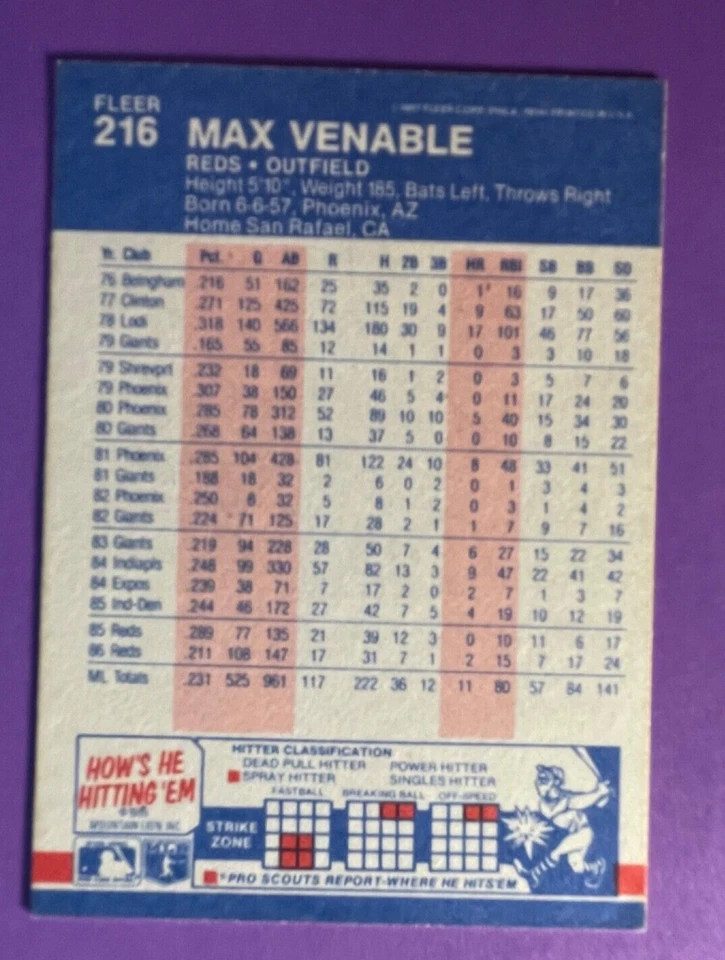 FLEER
216 MAX VENABLE
REDS • OUTFIELD
Height 5'10", Weight 185, Bats Left, Throws Right
Born 6-6-57, Phoenix, AZ
Home San Rafael, CA
Yr. Club Pct. G AB R H 2B 3B HR RBI SB BB SO
76 Belingham .216 51 162 25 35 2 0 1 16 9 17 36
77 Clinton .271 125 425 72 115 19 4 9 63 17 50 60
78 Lodi .318 140 566 134 180 30 9 17 101 46 77 56
79 Giants .165 55 85 12 14 1 1 0 3 3 10 18
79 Shrevprt .232 18 69 11 16 1 2 0 3 5 7 6
79 Phoenix .307 38 150 27 46 5 4 0 11 17 24 20
80 Phoenix .285 78 312 52 89 10 10 5 40 15 34 30
80 Giants .268 64 138 13 37 5 0 0 10 8 15 22
81 Phoenix .285 104 428 81 122 24 10 8 48 33 41 51
81 Giants .188 18 32 2 6 0 2 0 1 3 4 3
82 Phoenix .250 6 32 5 8 1 2 0 3 1 4 2
82 Giants .224 71 125 17 28 2 1 1 7 9 7 16
83 Giants .219 94 228 28 50 7 4 6 27 15 22 34
84 Indiapls .248 99 330 57 82 13 3 9 47 22 41 42
84 Expos .239 38 71 7 17 2 0 2 7 1 3 7
85 Ind-Den .244 46 172 27 42 7 5 4 19 10 12 19
85 Reds .289 77 135 21 39 12 3 0 10 11 6 17
86 Reds .211 108 147 17 31 7 1 2 15 7 17 24
ML Totals .231 525 961 117 222 36 12 11 80 57 84 141
HOW'S HE
HITTING 'EM
MOUNTAIN LION, INC.
HITTER CLASSIFICATION
DEAD PULL HITTER POWER HITTER
SPRAY HITTER SINGLES HITTER
FASTBALL BREAKING BALL OFF-SPEED
STRIKE
ZONE
"PRO SCOUTS REPORT-WHERE HE HITS 'EM